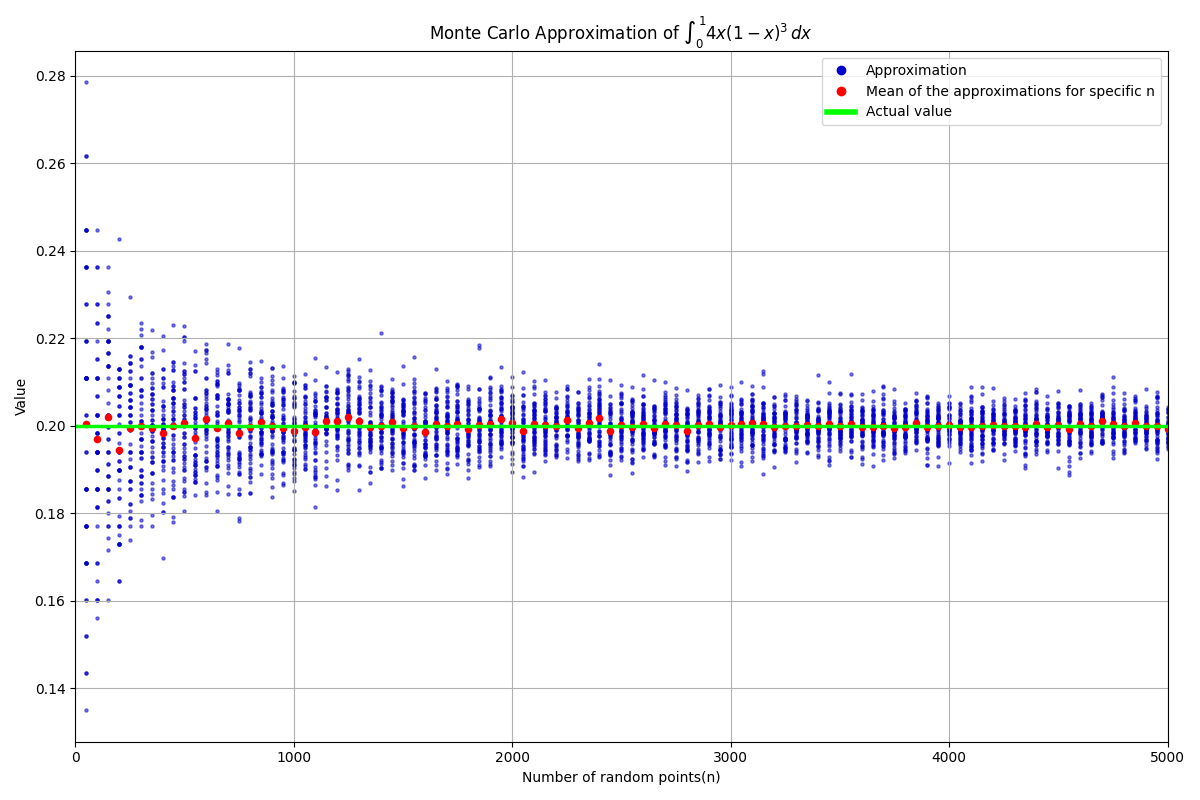 Monte Carlo Approximation of $\int_0^1 4x(1-x)^3\,dx$
Approximation
Mean of the approximations for specific n
Actual value
Value
0.28
0.26
0.24
0.22
0.20
0.18
0.16
0.14
0
1000
2000
3000
4000
5000
Number of random points(n)